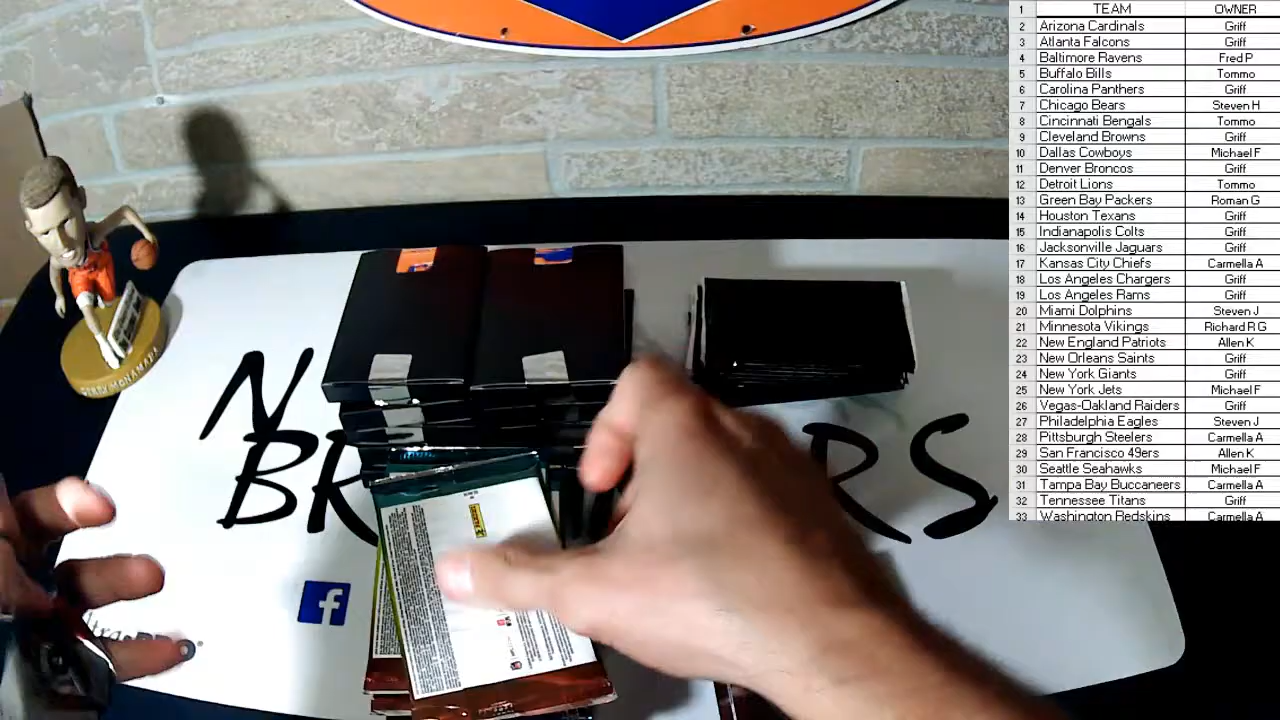 1 TEAM OWNER
2 Arizona Cardinals Griff
3 Atlanta Falcons Griff
4 Baltimore Ravens Fred P
5 Buffalo Bills Tommo
6 Carolina Panthers Griff
7 Chicago Bears Steven H
8 Cincinnati Bengals Tommo
9 Cleveland Browns Griff
10 Dallas Cowboys Michael F
11 Denver Broncos Griff
12 Detroit Lions Tommo
13 Green Bay Packers Roman G
14 Houston Texans Griff
15 Indianapolis Colts Griff
16 Jacksonville Jaguars Griff
17 Kansas City Chiefs Carmella A
18 Los Angeles Chargers Griff
19 Los Angeles Rams Griff
20 Miami Dolphins Steven J
21 Minnesota Vikings Richard R G
22 New England Patriots Allen K
23 New Orleans Saints Griff
24 New York Giants Griff
25 New York Jets Michael F
26 Vegas-Oakland Raiders Griff
27 Philadelphia Eagles Steven J
28 Pittsburgh Steelers Carmella A
29 San Francisco 49ers Allen K
30 Seattle Seahawks Michael F
31 Tampa Bay Buccaneers Carmella A
32 Tennessee Titans Griff
33 Washington Redskins Carmella A
GERRY MCNAMARA
N
BR RS
f